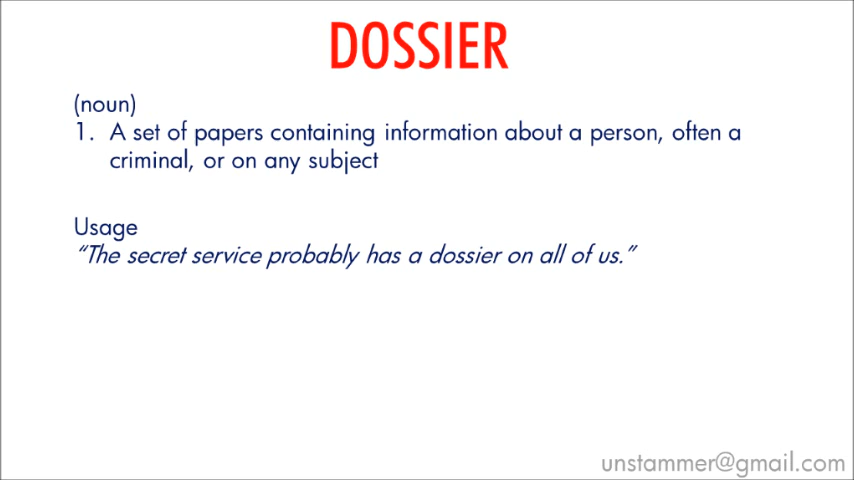 DOSSIER
(noun)
1. A set of papers containing information about a person, often a
criminal, or on any subject
Usage
“The secret service probably has a dossier on all of us.”
unstammer@gmail.com